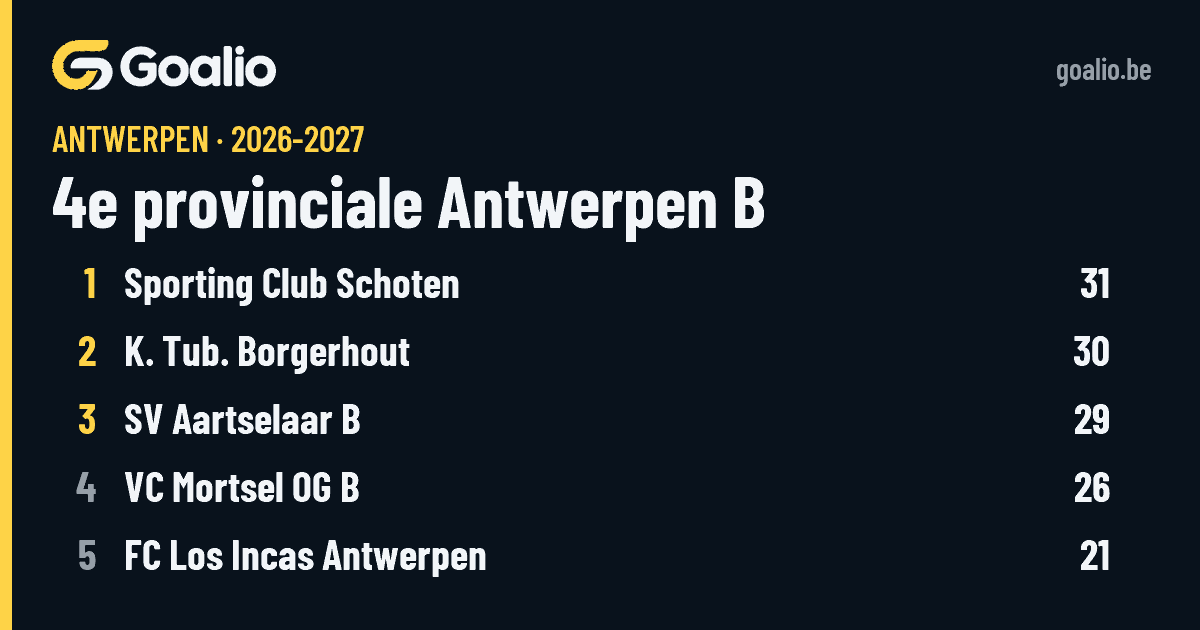 Goalio
goalio.be
ANTWERPEN · 2026-2027
4e provinciale Antwerpen B
1 Sporting Club Schoten 31
2 K. Tub. Borgerhout 30
3 SV Aartselaar B 29
4 VC Mortsel OG B 26
5 FC Los Incas Antwerpen 21